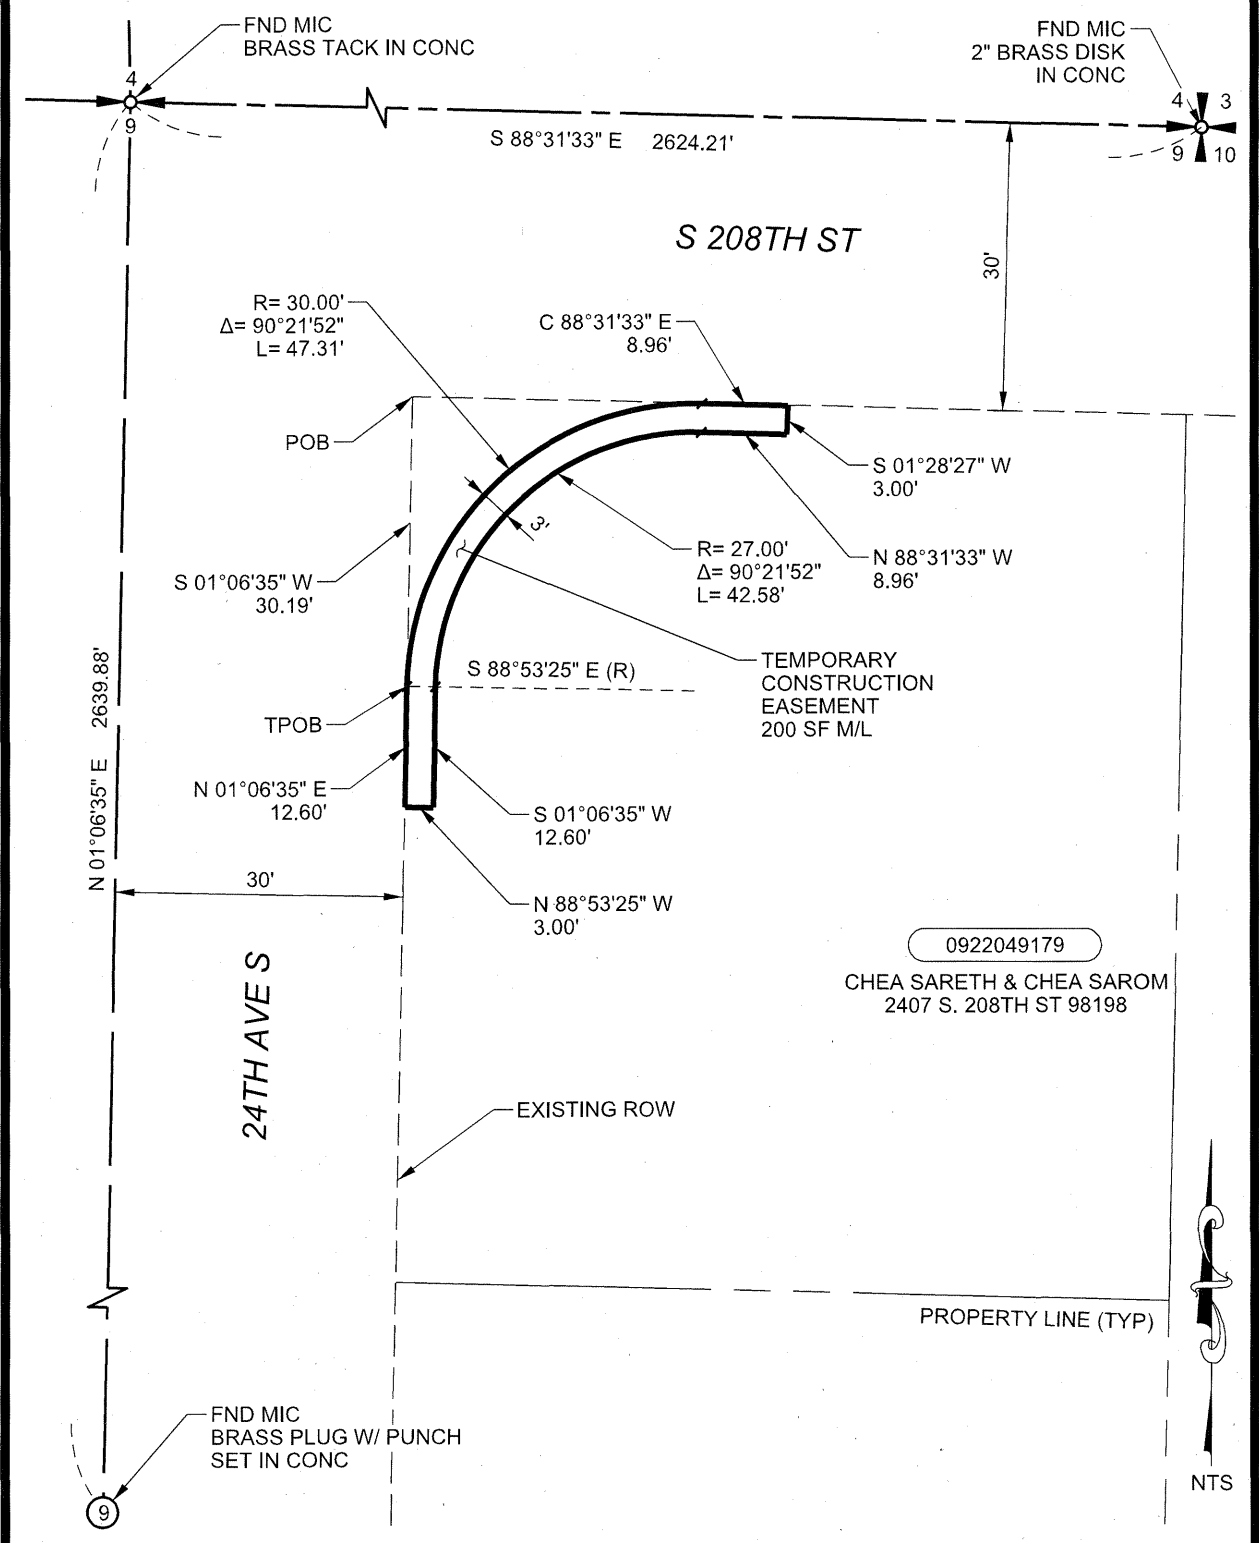 FND MIC
BRASS TACK IN CONC
FND MIC
2" BRASS DISK
IN CONC
4
9
4 3
9 10
S 88°31'33" E 2624.21'
S 208TH ST
30'
R= 30.00'
Δ= 90°21'52"
L= 47.31'
C 88°31'33" E
8.96'
POB
S 01°28'27" W
3.00'
3'
R= 27.00'
Δ= 90°21'52"
L= 42.58'
N 88°31'33" W
8.96'
S 01°06'35" W
30.19'
N 01°06'35" E 2639.88'
S 88°53'25" E (R)
TEMPORARY
CONSTRUCTION
EASEMENT
200 SF M/L
TPOB
N 01°06'35" E
12.60'
S 01°06'35" W
12.60'
30'
N 88°53'25" W
3.00'
0922049179
CHEA SARETH & CHEA SAROM
2407 S. 208TH ST 98198
24TH AVE S
EXISTING ROW
PROPERTY LINE (TYP)
FND MIC
BRASS PLUG W/ PUNCH
SET IN CONC
9
NTS